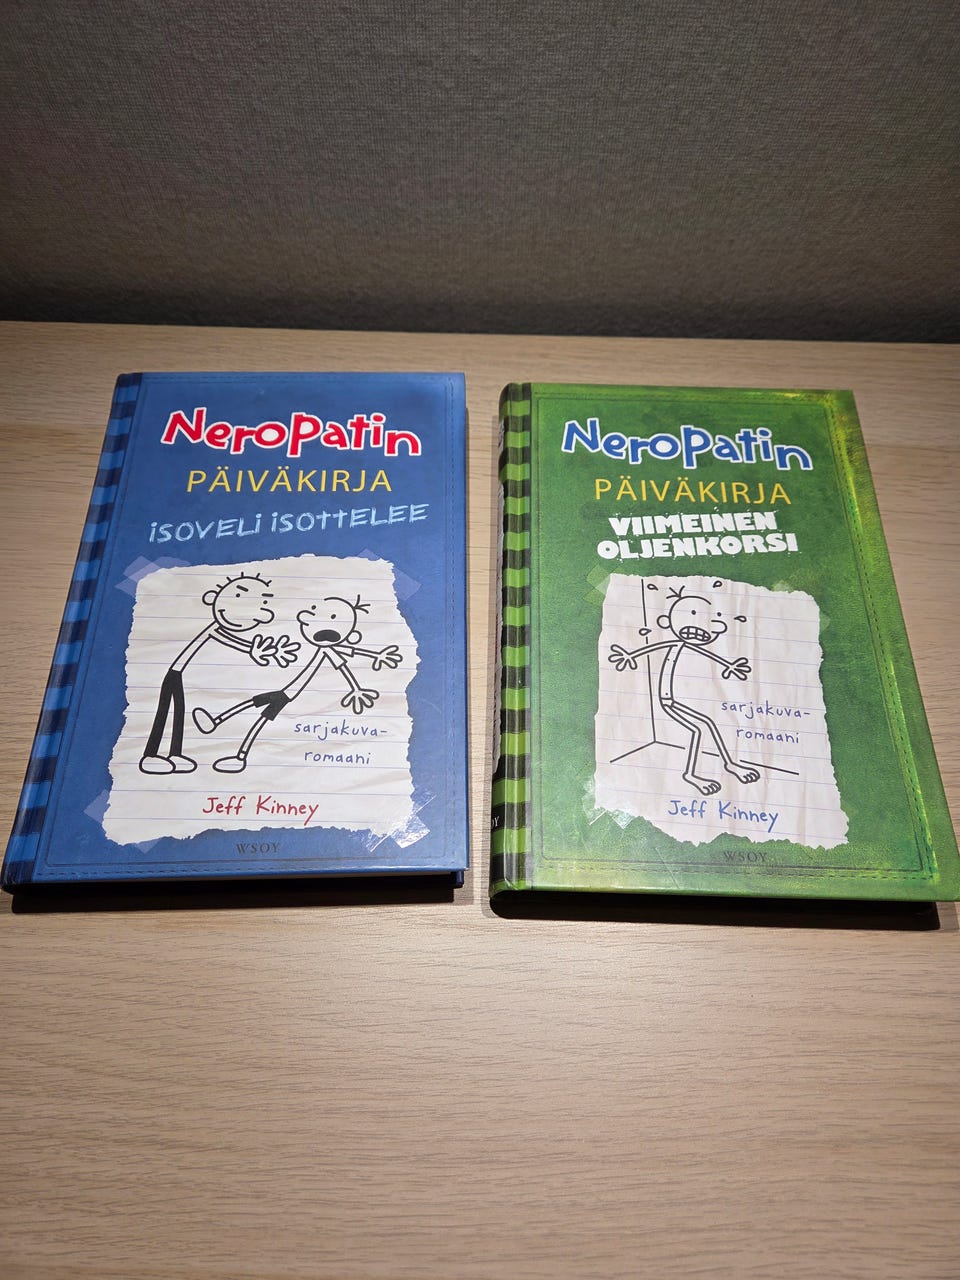 Neropatin
PÄIVÄKIRJA
ISOVELI ISOTTELEE
sarjakuva-
romaani
Jeff Kinney
WSOY
Neropatin
PÄIVÄKIRJA
VIIMEINEN
OLJENKORSI
sarjakuva-
romaani
Jeff Kinney
WSOY